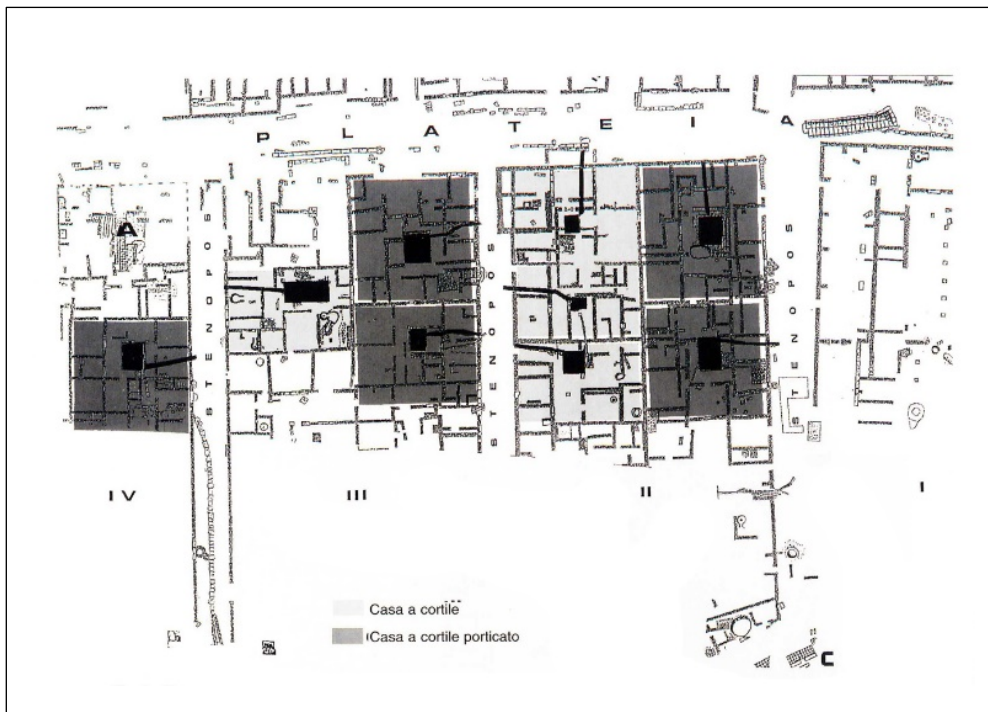 P L A T E I A
A
STENOPOS
STENOPOS
STENOPOS
IV
III
II
I
Casa a cortile
Casa a cortile porticato
C